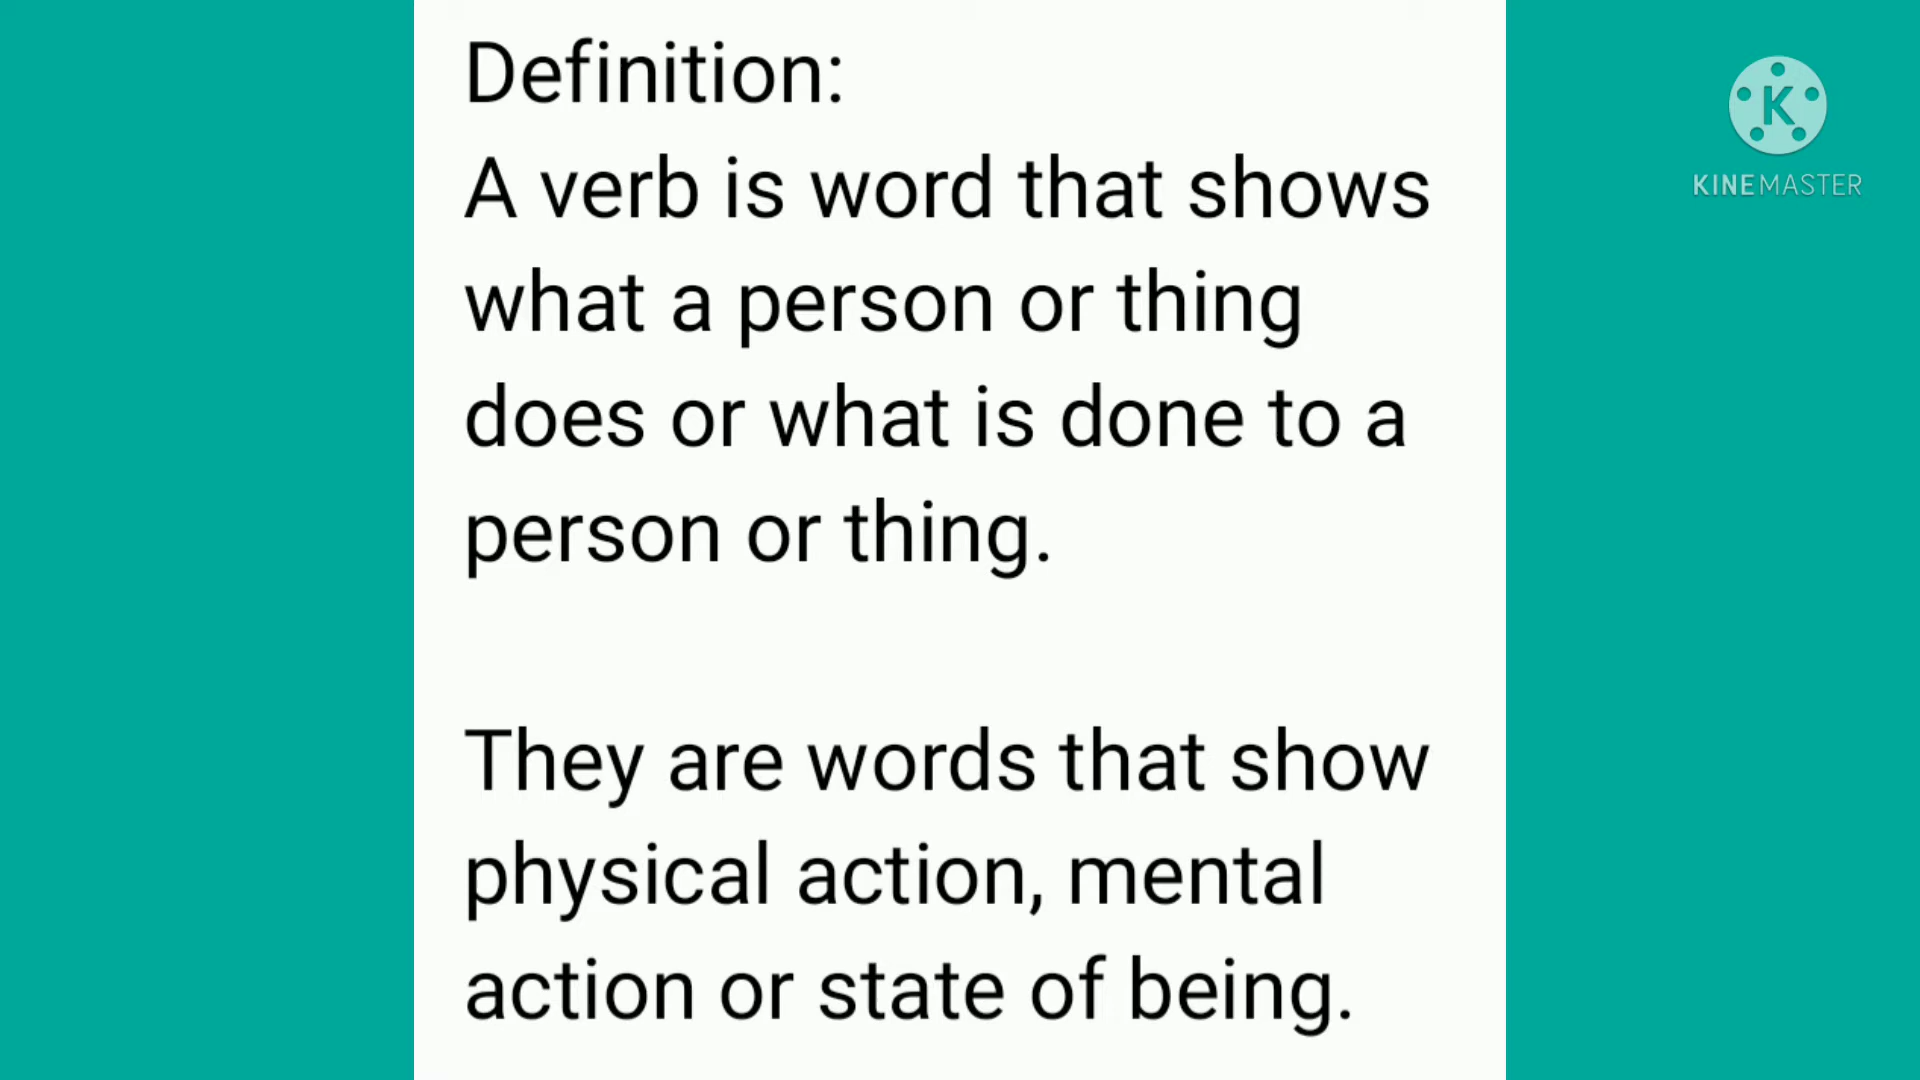 Definition:
A verb is word that shows
what a person or thing
does or what is done to a
person or thing.
They are words that show
physical action, mental
action or state of being.
K
KINEMASTER